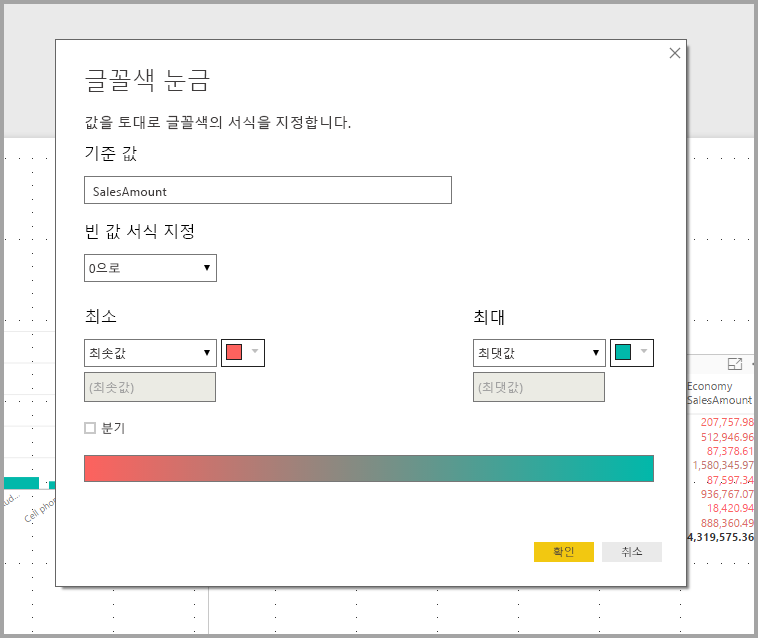 글꼴색 눈금
값을 토대로 글꼴색의 서식을 지정합니다.
기준 값
SalesAmount
빈 값 서식 지정
0으로
최소
최대
최솟값
최댓값
(최솟값)
(최댓값)
분기
확인
취소
Economy
SalesAmount
207,757.98
512,946.96
87,378.61
1,580,345.97
87,597.34
936,767.07
18,420.94
888,360.49
4,319,575.36
Cell phon